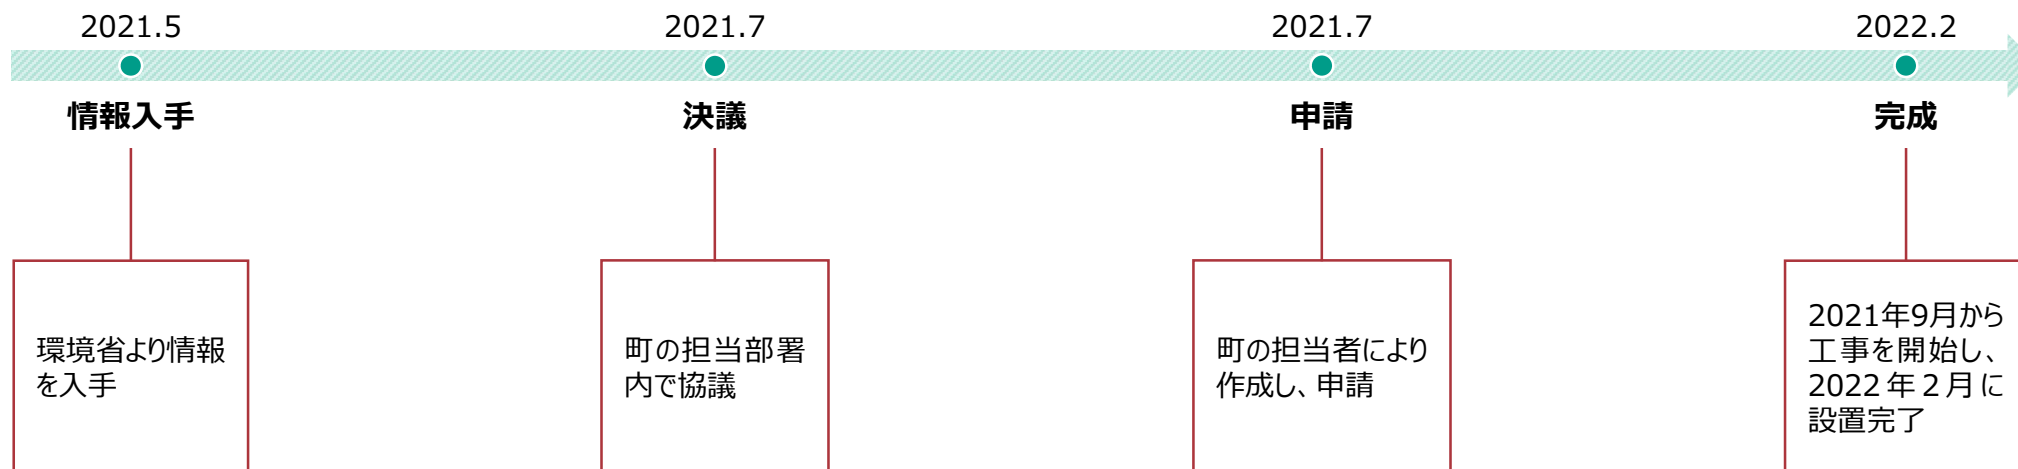 2021.5
2021.7
2021.7
2022.2
情報入手
決議
申請
完成
環境省より情報
を入手
町の担当部署
内で協議
町の担当者により
作成し、申請
2021年9月から
工事を開始し、
2022年2月に
設置完了